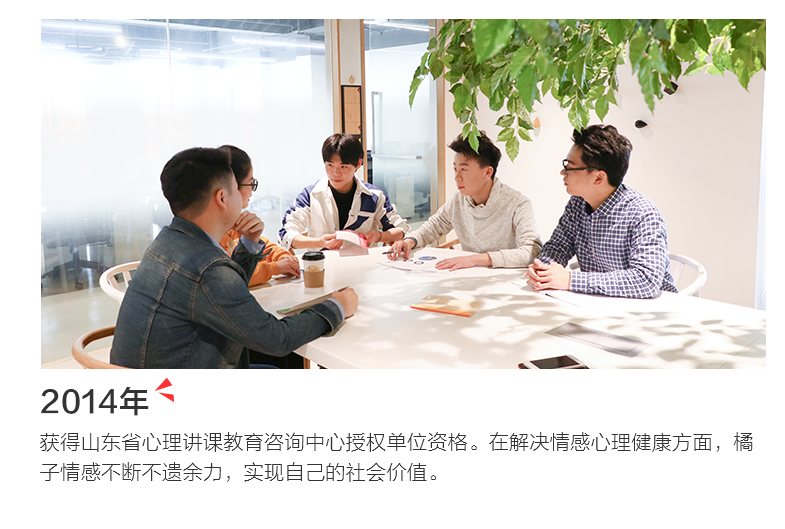 2014年
获得山东省心理讲课教育咨询中心授权单位资格。在解决情感心理健康方面，橘
子情感不断不遗余力，实现自己的社会价值。